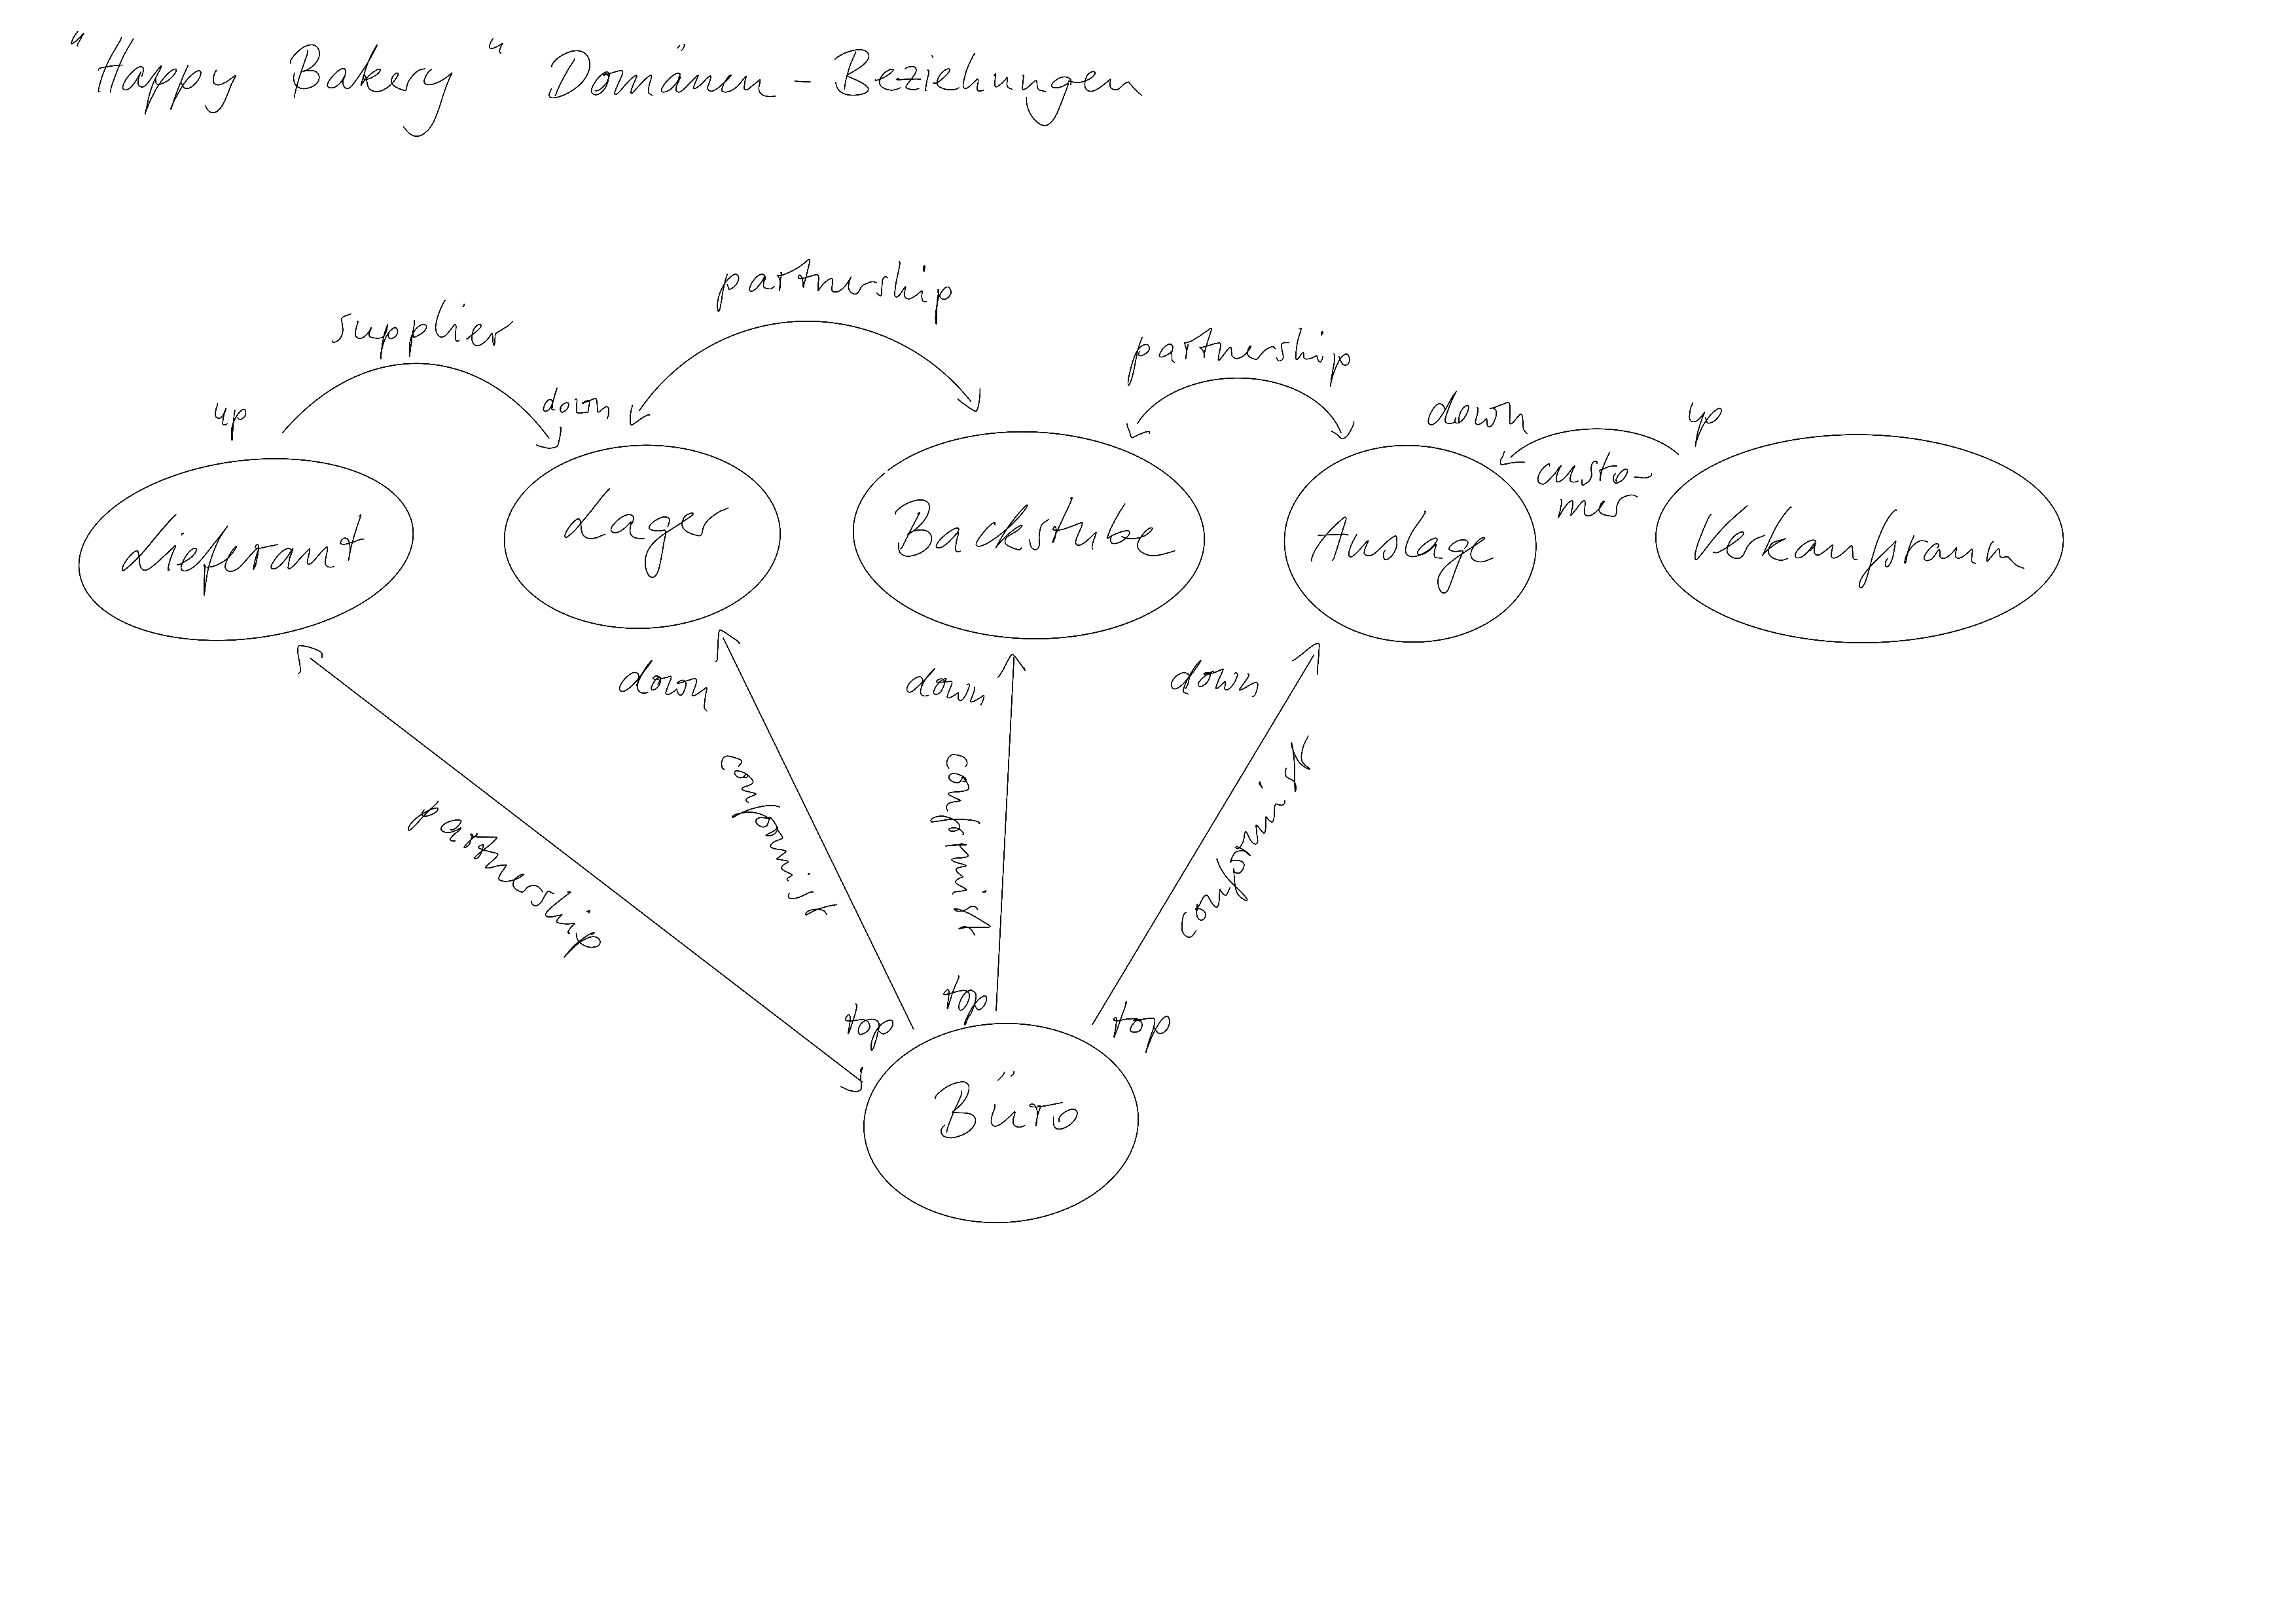 "Happy Bakery" Domänen-Beziehungen
partnership
supplier
partnership
up
down
down
up
custo-
mer
Lieferant
Lager
Backstube
Auslage
Verkaufsraum
down
down
down
partnership
conformist
conformist
conformist
top
top
top
Büro